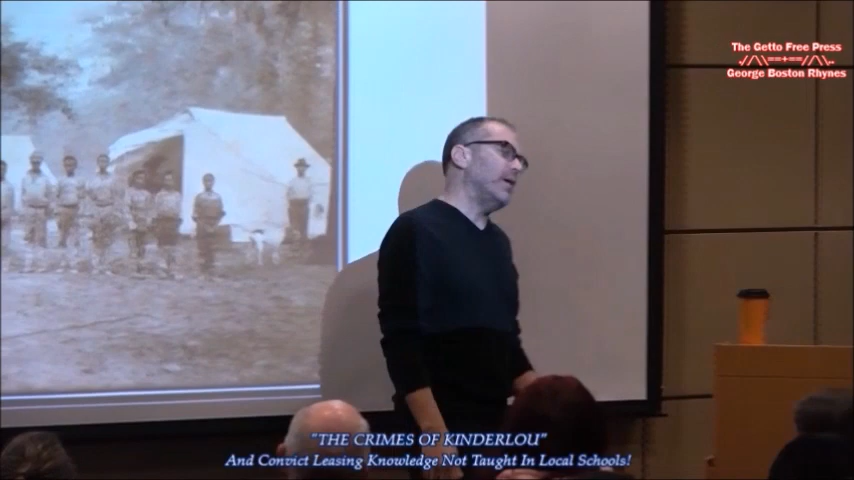 The Getto Free Press
George Boston Rhynes
"THE CRIMES OF KINDERLOU"
And Convict Leasing Knowledge Not Taught In Local Schools!